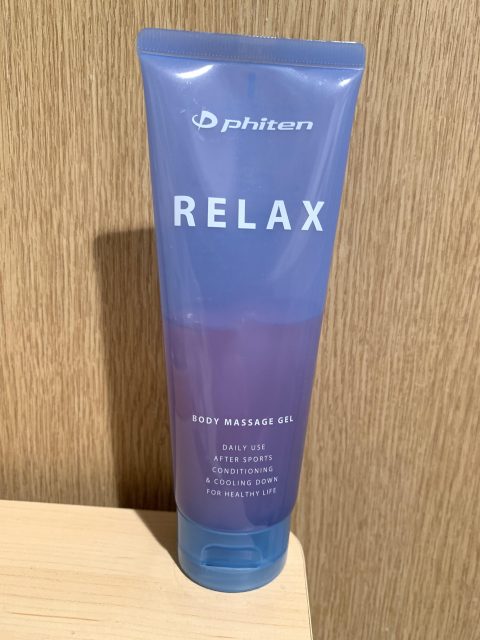 phiten
RELAX
BODY MASSAGE GEL
DAILY USE
AFTER SPORTS
CONDITIONING
& COOLING DOWN
FOR HEALTHY LIFE